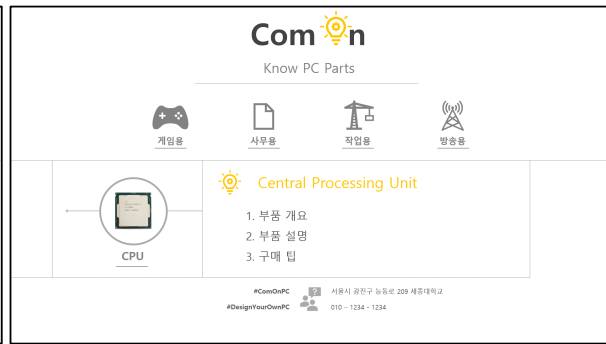 Com n
Know PC Parts
게임용
사무용
작업용
방송용
Central Processing Unit
1. 부품 개요
2. 부품 설명
3. 구매 팁
CPU
#ComOnPC
서울시 광진구 능동로 209 세종대학교
#DesignYourOwnPC
010 – 1234 - 1234